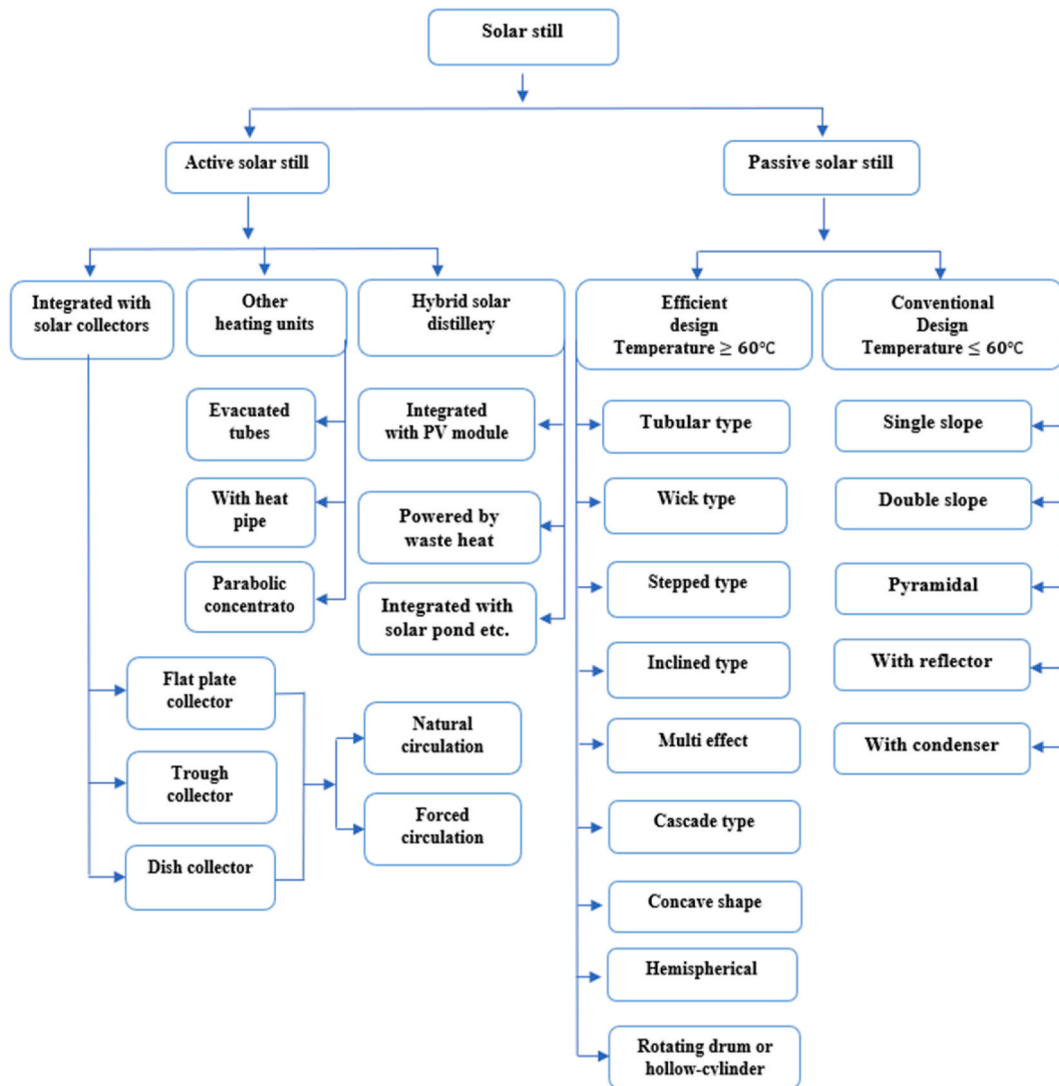 Solar still
Active solar still
Passive solar still
Integrated with
solar collectors
Other
heating units
Hybrid solar
distillery
Efficient
design
Temperature ≥ 60℃
Conventional
Design
Temperature ≤ 60℃
Evacuated
tubes
With heat
pipe
Parabolic
concentrato
Integrated
with PV module
Powered by
waste heat
Integrated with
solar pond etc.
Flat plate
collector
Trough
collector
Dish collector
Natural
circulation
Forced
circulation
Tubular type
Wick type
Stepped type
Inclined type
Multi effect
Cascade type
Concave shape
Hemispherical
Rotating drum or
hollow-cylinder
Single slope
Double slope
Pyramidal
With reflector
With condenser